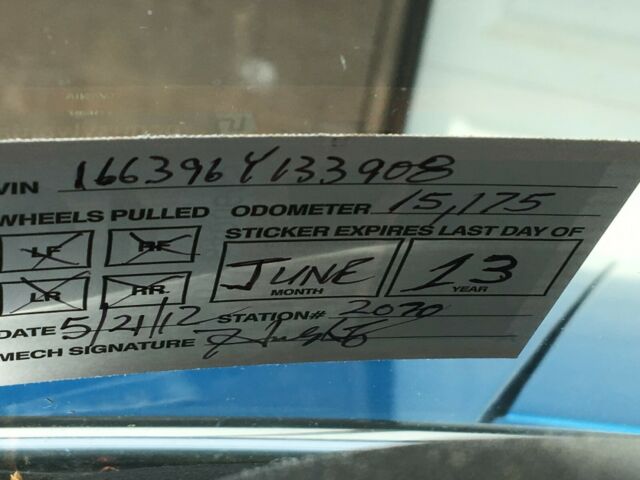 VIN 166396Y133908
WHEELS PULLED ODOMETER 15,175
STICKER EXPIRES LAST DAY OF
LF RF
JUNE 13
LR RR
MONTH YEAR
DATE 5/21/12 STATION# 2070
MECH SIGNATURE